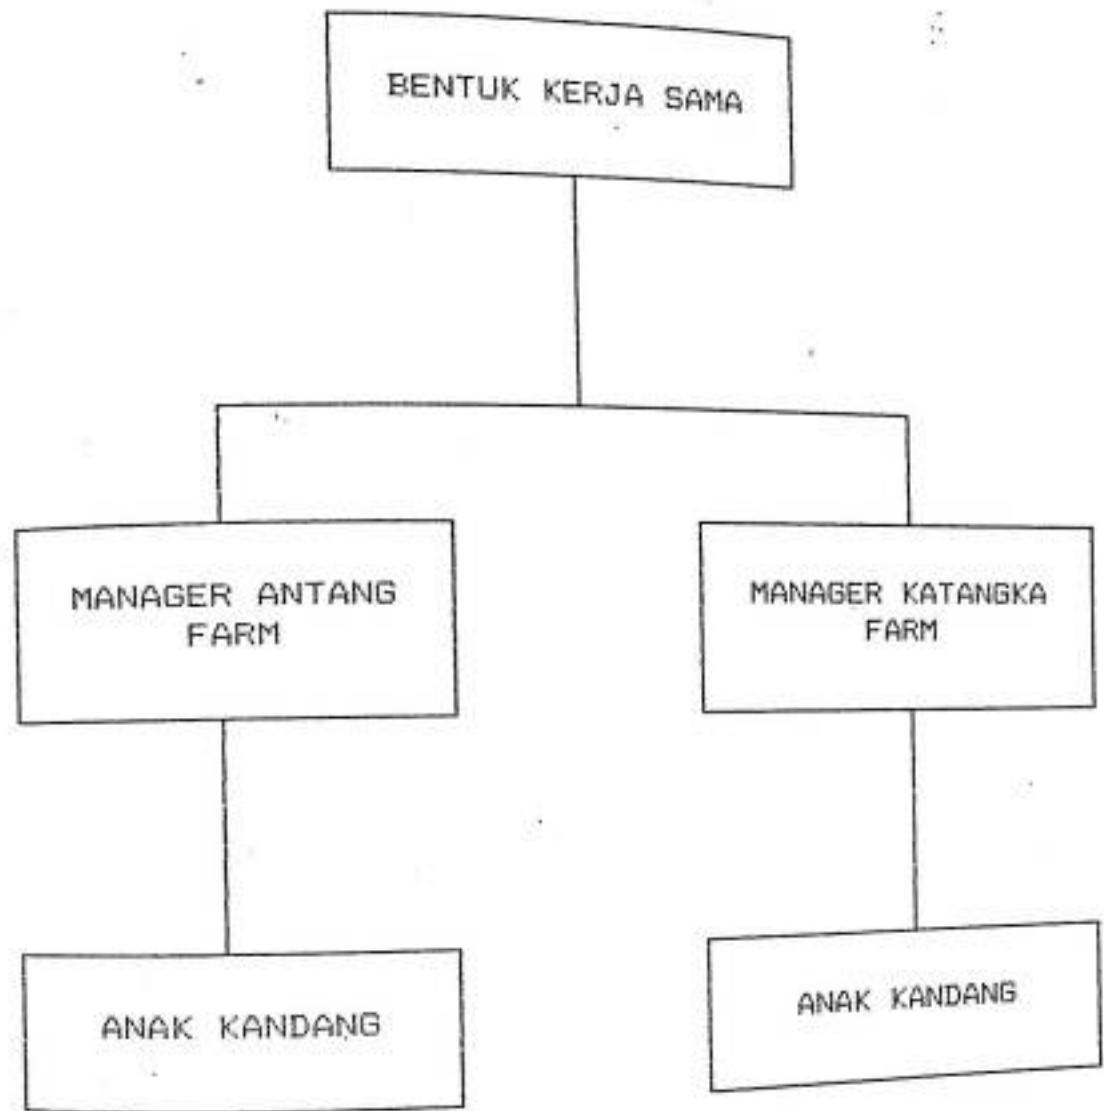 BENTUK KERJA SAMA
MANAGER ANTANG
FARM
MANAGER KATANGKA
FARM
ANAK KANDANG
ANAK KANDANG